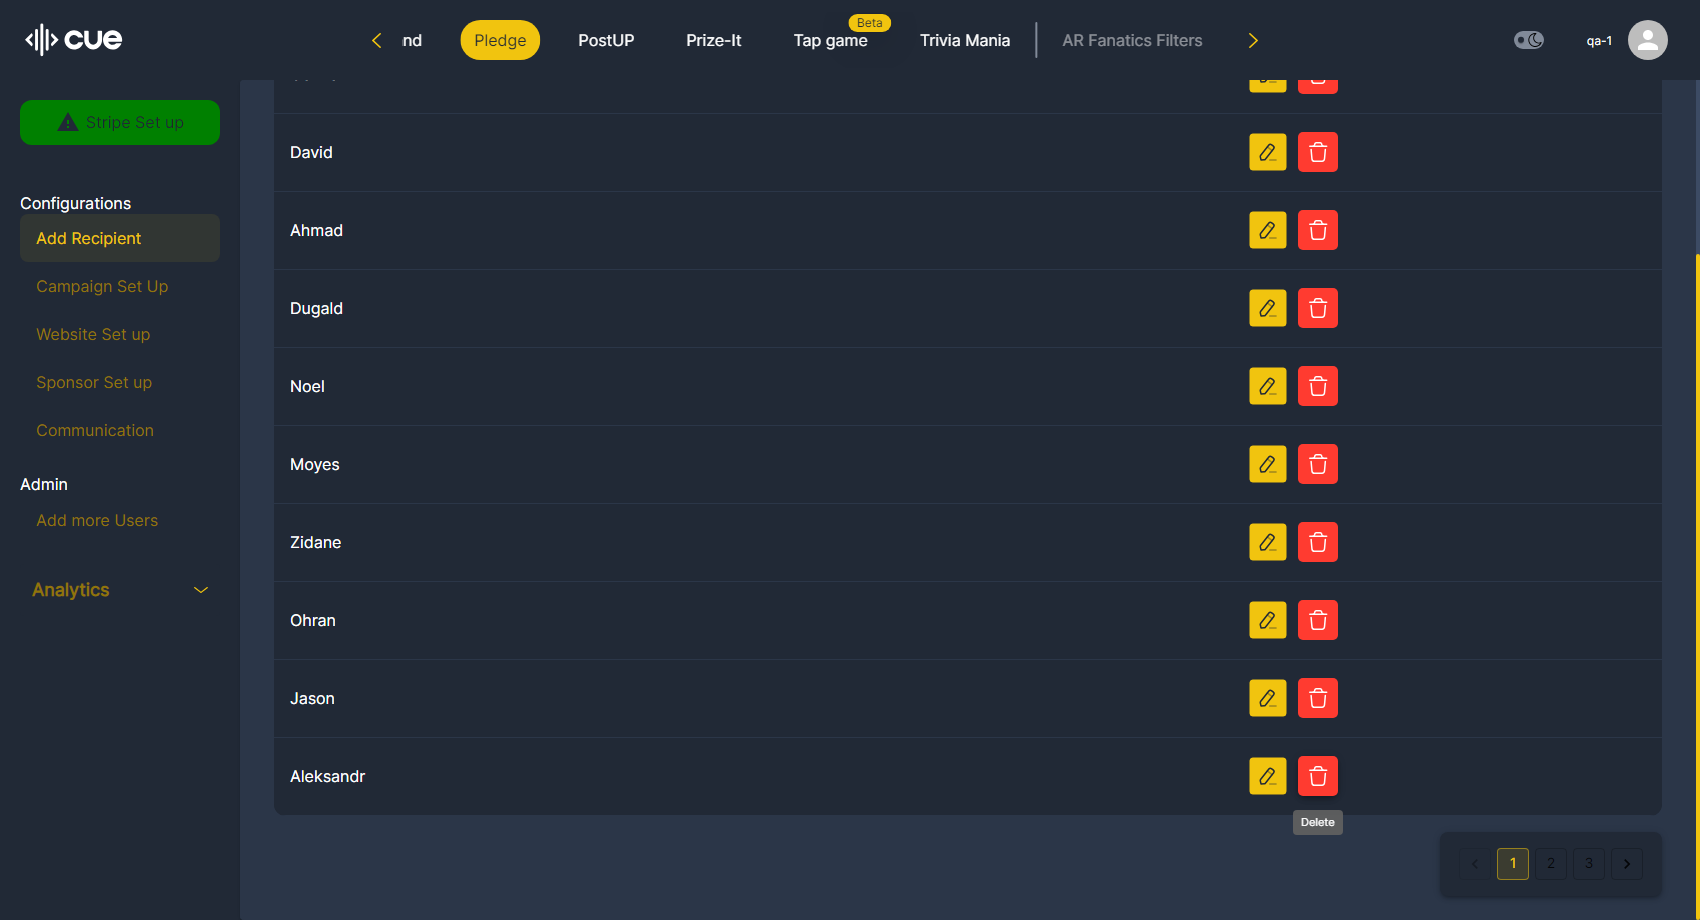 cue
nd
Pledge
PostUP
Prize-It
Tap game
Beta
Trivia Mania
AR Fanatics Filters
qa-1
Stripe Set up
Configurations
Add Recipient
Campaign Set Up
Website Set up
Sponsor Set up
Communication
Admin
Add more Users
Analytics
David
Ahmad
Dugald
Noel
Moyes
Zidane
Ohran
Jason
Aleksandr
Delete
1 2 3